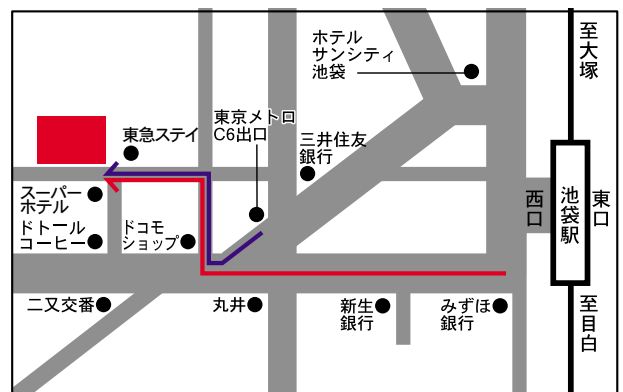 至大塚
ホテル
サンシティ
池袋
東京メトロ
C6出口
東急ステイ
三井住友
銀行
スーパー
ホテル
ドトール
コーヒー
ドコモ
ショップ
西口
池袋駅
東口
二又交番
丸井
新生
銀行
みずほ
銀行
至目白